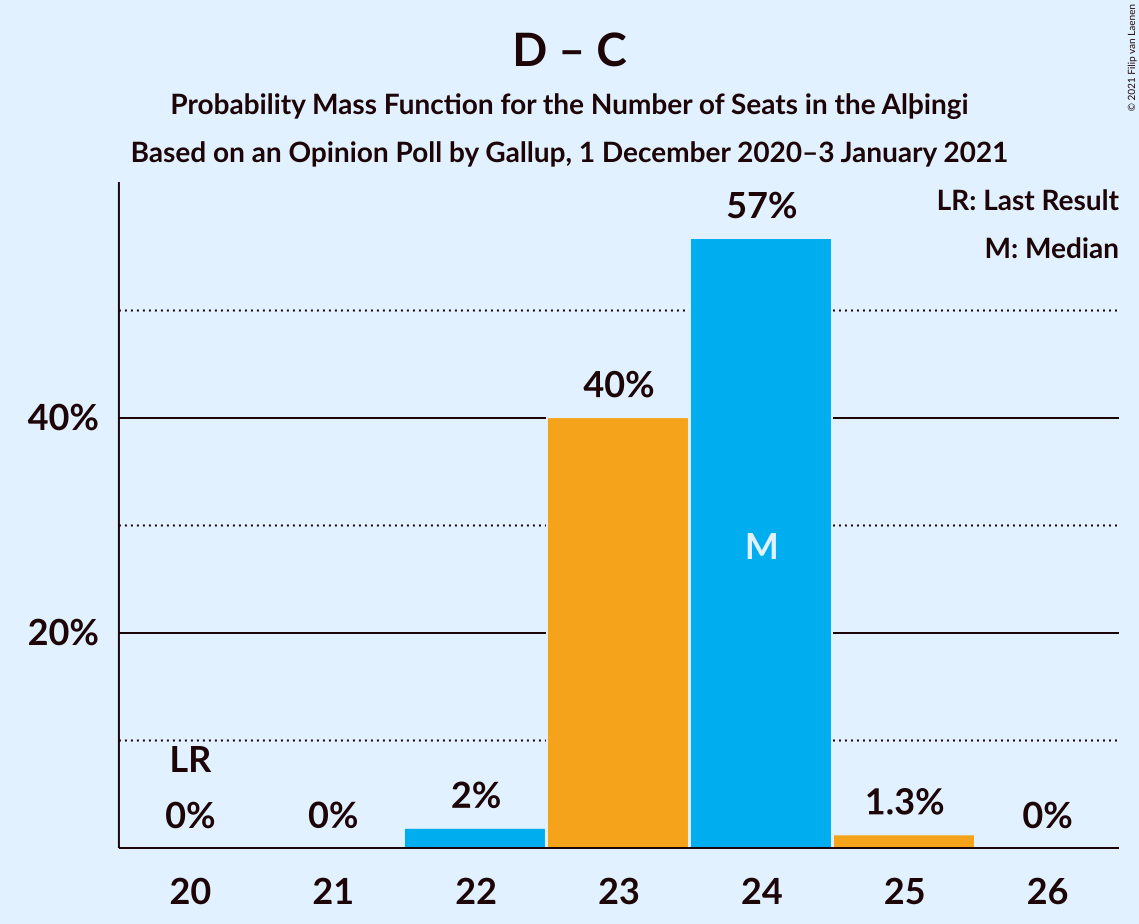 D – C
Probability Mass Function for the Number of Seats in the Alþingi
Based on an Opinion Poll by Gallup, 1 December 2020–3 January 2021
© 2021 Filip van Laenen
LR: Last Result
M: Median
57%
40%
40%
M
20%
LR
0%
0%
2%
1.3%
0%
20
21
22
23
24
25
26